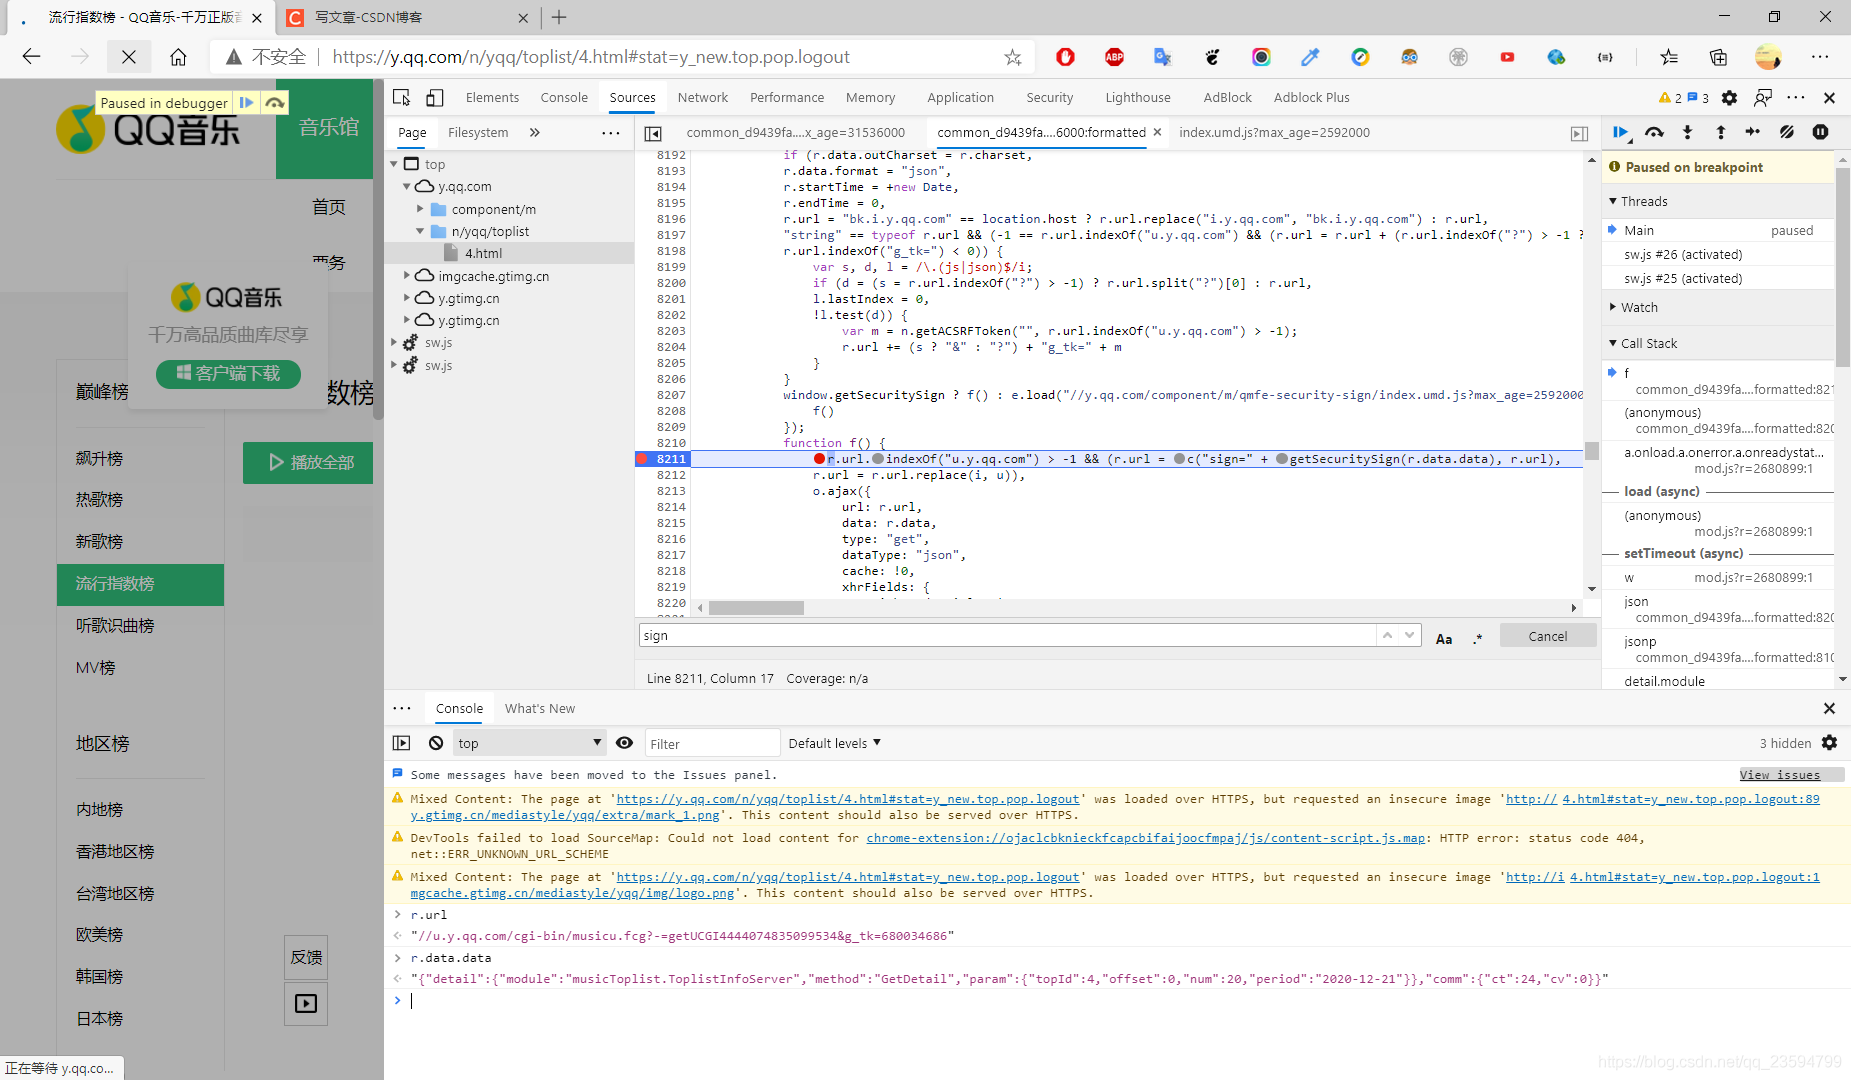 流行指数榜 - QQ音乐-千万正版音
写文章-CSDN博客
不安全
https://y.qq.com/n/yqq/toplist/4.html#stat=y_new.top.pop.logout
Paused in debugger
QQ音乐
音乐馆
首页
票务
QQ音乐
千万高品质曲库尽享
客户端下载
巅峰榜
数榜
飙升榜
播放全部
热歌榜
新歌榜
流行指数榜
听歌识曲榜
MV榜
地区榜
内地榜
香港地区榜
台湾地区榜
欧美榜
韩国榜
日本榜
反馈
正在等待 y.qq.co...
Elements Console Sources Network Performance Memory Application Security Lighthouse AdBlock Adblock Plus
2 3
Page Filesystem
top
y.qq.com
component/m
n/yqq/toplist
4.html
imgcache.gtimg.cn
y.gtimg.cn
y.gtimg.cn
sw.js
sw.js
common_d9439fa....x_age=31536000 common_d9439fa....6000:formatted index.umd.js?max_age=2592000
8192 if (r.data.outCharset = r.charset,
8193 r.data.format = "json",
8194 r.startTime = +new Date,
8195 r.endTime = 0,
8196 r.url = "bk.i.y.qq.com" == location.host ? r.url.replace("i.y.qq.com", "bk.i.y.qq.com") : r.url,
8197 "string" == typeof r.url && (-1 == r.url.indexOf("u.y.qq.com") && (r.url = r.url + (r.url.indexOf("?") > -1 ?
8198 r.url.indexOf("g_tk=") < 0)) {
8199 var s, d, l = /\.(js|json)$/i;
8200 if (d = (s = r.url.indexOf("?") > -1) ? r.url.split("?")[0] : r.url,
8201 l.lastIndex = 0,
8202 !l.test(d)) {
8203 var m = n.getACSRFToken("", r.url.indexOf("u.y.qq.com") > -1);
8204 r.url += (s ? "&" : "?") + "g_tk=" + m
8205 }
8206 }
8207 window.getSecuritySign ? f() : e.load("//y.qq.com/component/m/qmfe-security-sign/index.umd.js?max_age=2592000
8208 f()
8209 });
8210 function f() {
8211 r.url.indexOf("u.y.qq.com") > -1 && (r.url = c("sign=" + getSecuritySign(r.data.data), r.url),
8212 r.url = r.url.replace(i, u)),
8213 o.ajax({
8214 url: r.url,
8215 data: r.data,
8216 type: "get",
8217 dataType: "json",
8218 cache: !0,
8219 xhrFields: {
8220
sign
Aa .* Cancel
Line 8211, Column 17 Coverage: n/a
Paused on breakpoint
Threads
Main paused
sw.js #26 (activated)
sw.js #25 (activated)
Watch
Call Stack
f
common_d9439fa....formatted:821
(anonymous)
common_d9439fa....formatted:820
a.onload.a.onerror.a.onreadystat...
mod.js?r=2680899:1
load (async)
(anonymous)
mod.js?r=2680899:1
setTimeout (async)
w mod.js?r=2680899:1
json
common_d9439fa....formatted:820
jsonp
common_d9439fa....formatted:810
detail.module
Console What's New
top Filter Default levels 3 hidden
Some messages have been moved to the Issues panel. View issues
Mixed Content: The page at 'https://y.qq.com/n/yqq/toplist/4.html#stat=y_new.top.pop.logout' was loaded over HTTPS, but requested an insecure image 'http:// 4.html#stat=y_new.top.pop.logout:89
y.gtimg.cn/mediastyle/yqq/extra/mark_1.png'. This content should also be served over HTTPS.
DevTools failed to load SourceMap: Could not load content for chrome-extension://ojaclcbknieckfcapcbifaijoocfmpaj/js/content-script.js.map: HTTP error: status code 404,
net::ERR_UNKNOWN_URL_SCHEME
Mixed Content: The page at 'https://y.qq.com/n/yqq/toplist/4.html#stat=y_new.top.pop.logout' was loaded over HTTPS, but requested an insecure image 'http://i 4.html#stat=y_new.top.pop.logout:1
mgcache.gtimg.cn/mediastyle/yqq/img/logo.png'. This content should also be served over HTTPS.
r.url
"//u.y.qq.com/cgi-bin/musicu.fcg?-=getUCGI4444074835099534&g_tk=680034686"
r.data.data
"{"detail":{"module":"musicToplist.ToplistInfoServer","method":"GetDetail","param":{"topId":4,"offset":0,"num":20,"period":"2020-12-21"}},"comm":{"ct":24,"cv":0}}"
https://blog.csdn.net/qq_23594799